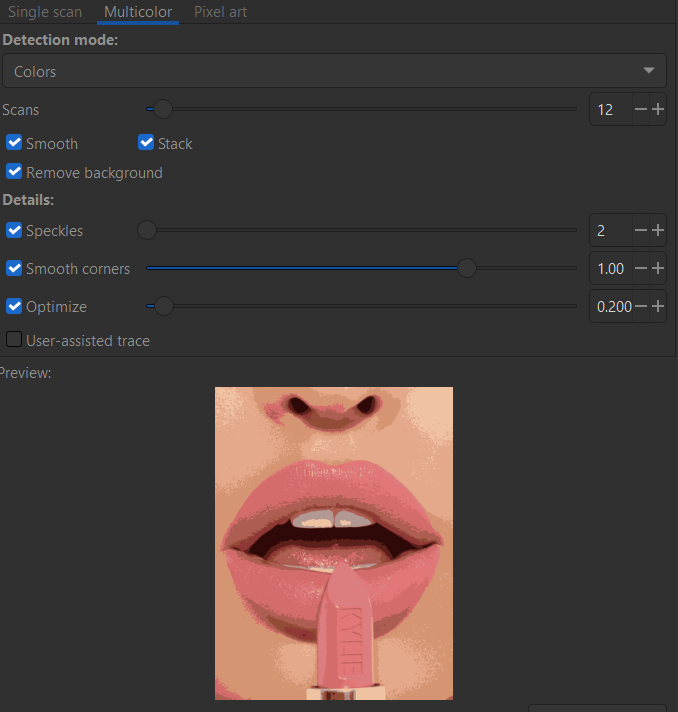 Single scan Multicolor Pixel art
Detection mode:
Colors
Scans 12
Smooth Stack
Remove background
Details:
Speckles 2
Smooth corners 1.00
Optimize 0.200
User-assisted trace
Preview:
KYLIE